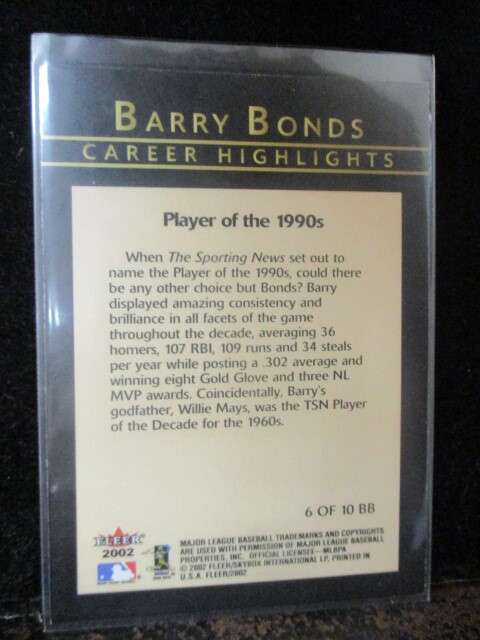 BARRY BONDS
CAREER HIGHLIGHTS
Player of the 1990s
When The Sporting News set out to
name the Player of the 1990s, could there
be any other choice but Bonds? Barry
displayed amazing consistency and
brilliance in all facets of the game
throughout the decade, averaging 36
homers, 107 RBI, 109 runs and 34 steals
per year while posting a .302 average and
winning eight Gold Glove and three NL
MVP awards. Coincidentally, Barry's
godfather, Willie Mays, was the TSN Player
of the Decade for the 1960s.
6 OF 10 BB
FLEER
2002
MAJOR LEAGUE BASEBALL TRADEMARKS AND COPYRIGHTS
ARE USED WITH PERMISSION OF MAJOR LEAGUE BASEBALL
PROPERTIES, INC. OFFICIAL LICENSEE—MLBPA
© 2002 FLEER/SKYBOX INTERNATIONAL LP, PRINTED IN
U.S.A. FLEER/2002